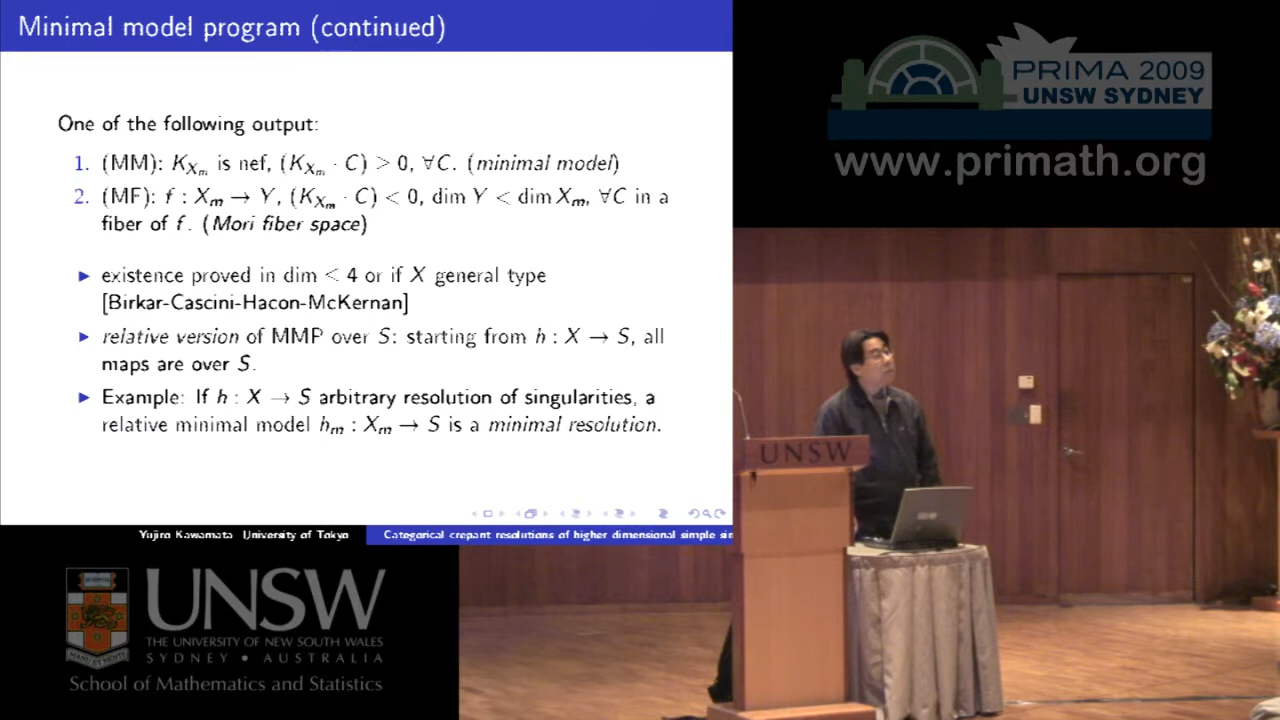 Minimal model program (continued)
One of the following output:
1. (MM): K_{X_m} is nef, (K_{X_m} · C) ≥ 0, ∀C. (minimal model)
2. (MF): f : X_m → Y, (K_{X_m} · C) < 0, dim Y < dim X_m, ∀C in a
fiber of f. (Mori fiber space)
▶ existence proved in dim ≤ 4 or if X general type
[Birkar-Cascini-Hacon-McKernan]
▶ relative version of MMP over S: starting from h : X → S, all
maps are over S.
▶ Example: If h : X → S arbitrary resolution of singularities, a
relative minimal model h_m : X_m → S is a minimal resolution.
Yujiro Kawamata University of Tokyo
Categorical crepant resolutions of higher dimensional simple sin
PRIMA 2009
UNSW SYDNEY
www.primath.org
UNSW
UNSW
THE UNIVERSITY OF NEW SOUTH WALES
SYDNEY • AUSTRALIA
School of Mathematics and Statistics